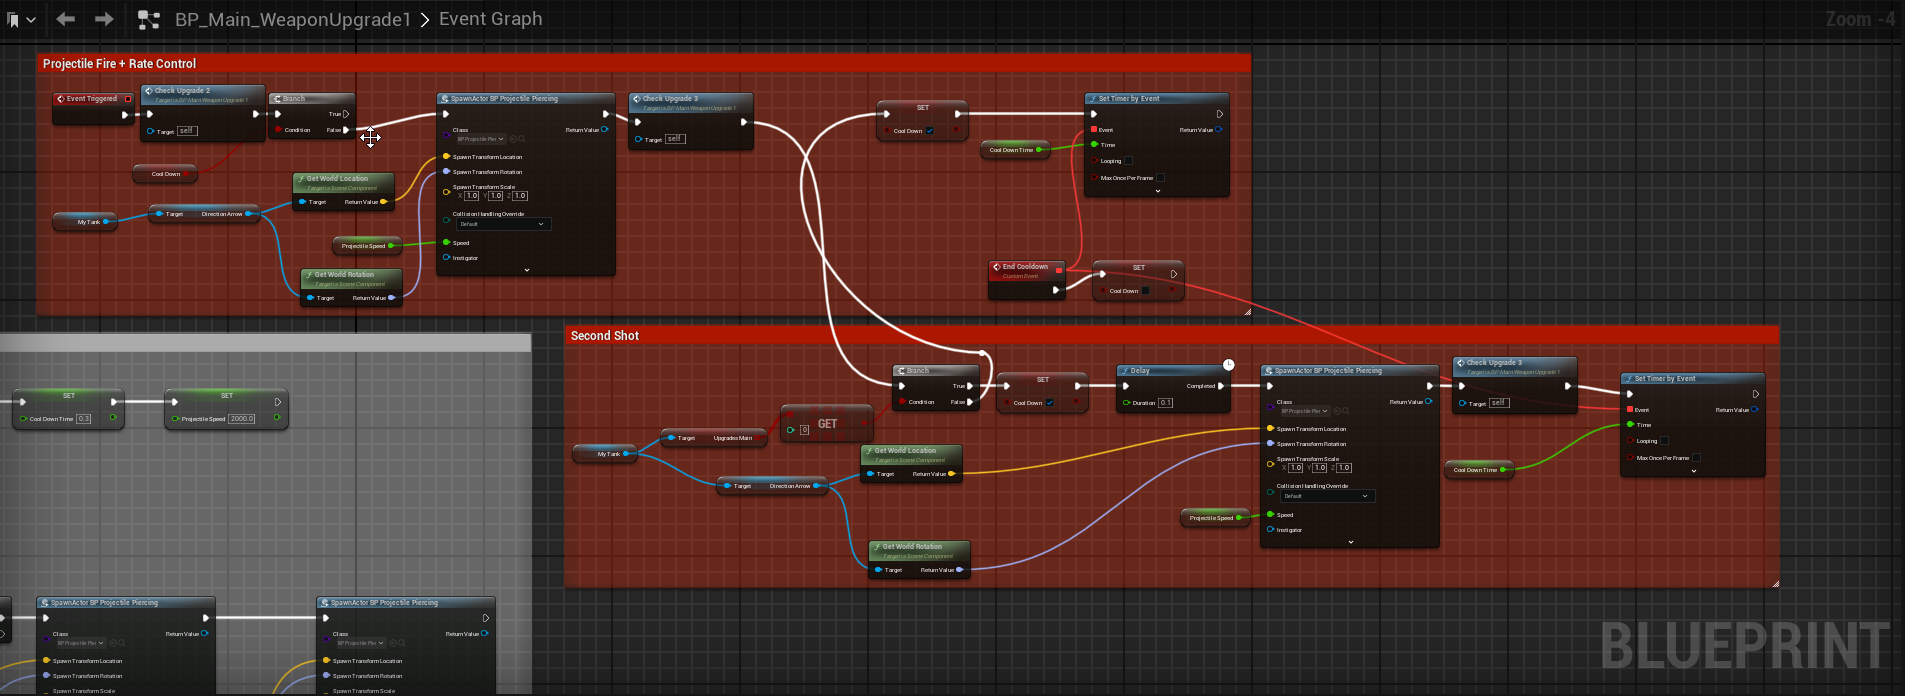 BP_Main_WeaponUpgrade1 > Event Graph
Zoom -4
Projectile Fire + Rate Control
Event Triggered
Check Upgrade 2
Target is BP Main Weapon Upgrade 1
Target self
Branch
True
Condition False
Cool Down
My Tank
Target Direction Arrow
Get World Location
Target is Scene Component
Target Return Value
Projectile Speed
Get World Rotation
Target is Scene Component
Target Return Value
SpawnActor BP Projectile Piercing
Class
Return Value
Spawn Transform Location
Spawn Transform Rotation
Spawn Transform Scale
X 1.0 Y 1.0 Z 1.0
Collision Handling Override
Default
Speed
Instigator
Check Upgrade 3
Target is BP Main Weapon Upgrade 1
Target self
SET
Cool Down
Cool Down Time
Set Timer by Event
Event Return Value
Time
Looping
Max Once Per Frame
End Cooldown
Custom Event
SET
Cool Down
Second Shot
Branch
True
Condition False
SET
Cool Down
Delay
Completed
Duration 0.1
My Tank
Target Upgrades Main
0 GET
Target Direction Arrow
Get World Location
Target is Scene Component
Target Return Value
Get World Rotation
Target is Scene Component
Target Return Value
Projectile Speed
SpawnActor BP Projectile Piercing
Class
Return Value
Spawn Transform Location
Spawn Transform Rotation
Spawn Transform Scale
X 1.0 Y 1.0 Z 1.0
Collision Handling Override
Default
Speed
Instigator
Check Upgrade 3
Target is BP Main Weapon Upgrade 1
Target self
Cool Down Time
Set Timer by Event
Event Return Value
Time
Looping
Max Once Per Frame
SET
Cool Down Time 0.3
SET
Projectile Speed 2000.0
SpawnActor BP Projectile Piercing
Class
Return Value
Spawn Transform Location
Spawn Transform Rotation
Spawn Transform Scale
SpawnActor BP Projectile Piercing
Class
Return Value
Spawn Transform Location
Spawn Transform Rotation
Spawn Transform Scale
BLUEPRINT